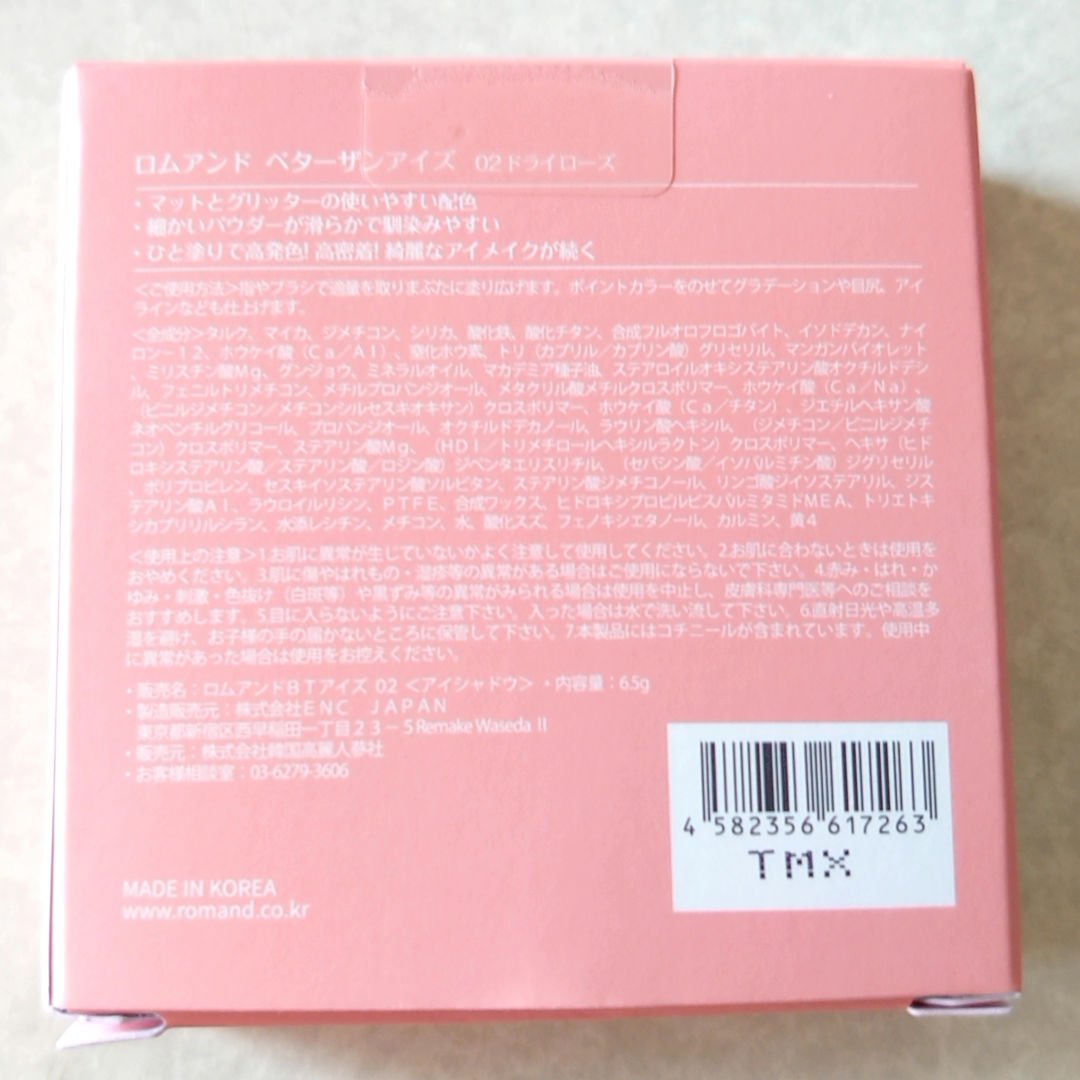 ロムアンド ベターザンアイズ 02ドライローズ
・マットとグリッターの使いやすい配色
・細かいパウダーが滑らかで馴染みやすい
・ひと塗りで高発色! 高密着! 綺麗なアイメイクが続く
＜ご使用方法＞指やブラシで適量を取りまぶたに塗り広げます。ポイントカラーをのせてグラデーションや目尻、アイ
ラインなども仕上げます。
＜全成分＞タルク、マイカ、ジメチコン、シリカ、酸化鉄、酸化チタン、合成フルオロフロゴパイト、イソドデカン、ナイ
ロン－１２、ホウケイ酸（Ｃａ／Ａｌ）、窒化ホウ素、トリ（カプリル／カプリン酸）グリセリル、マンガンバイオレット
、ミリスチン酸Ｍｇ、グンジョウ、ミネラルオイル、マカデミア種子油、ステアロイルオキシステアリン酸オクチルドデシ
ル、フェニルトリメチコン、メチルプロパンジオール、メタクリル酸メチルクロスポリマー、ホウケイ酸（Ｃａ／Ｎａ）、
（ビニルジメチコン／メチコンシルセスキオキサン）クロスポリマー、ホウケイ酸（Ｃａ／チタン）、ジエチルヘキサン酸
ネオペンチルグリコール、プロパンジオール、オクチルドデカノール、ラウリン酸ヘキシル、（ジメチコン／ビニルジメチ
コン）クロスポリマー、ステアリン酸Ｍｇ、（ＨＤＩ／トリメチロールヘキシルラクトン）クロスポリマー、ヘキサ（ヒド
ロキシステアリン酸／ステアリン酸／ロジン酸）ジペンタエリスリチル、（セバシン酸／イソパルミチン酸）ジグリセリル
、ポリプロピレン、セスキイソステアリン酸ソルビタン、ステアリン酸ジメチコノール、リンゴ酸ジイソステアリル、ジス
テアリン酸Ａｌ、ラウロイルリシン、ＰＴＦＥ、合成ワックス、ヒドロキシプロピルビスパルミタミドＭＥＡ、トリエトキ
シカプリリルシラン、水添レシチン、メチコン、水、酸化スズ、フェノキシエタノール、カルミン、黄４
＜使用上の注意＞1.お肌に異常が生じていないかよく注意して使用してください。2.お肌に合わないときは使用を
おやめください。3.肌に傷やはれもの・湿疹等の異常がある場合はご使用にならないで下さい。4.赤み・はれ・か
ゆみ・刺激・色抜け（白斑等）や黒ずみ等の異常がみられる場合は使用を中止し、皮膚科専門医等へのご相談を
おすすめします。5.目に入らないようにご注意下さい。入った場合は水で洗い流して下さい。6.直射日光や高温多
湿を避け、お子様の手の届かないところに保管して下さい。7.本製品にはコチニールが含まれています。使用中
に異常があった場合は使用をお控えください。
・販売名：ロムアンドＢＴアイズ 02 ＜アイシャドウ＞ ・内容量：6.5g
・製造販売元：株式会社ＥＮＣ ＪＡＰＡＮ
東京都新宿区西早稲田一丁目２３－５Remake Waseda Ⅱ
・販売元：株式会社韓国高麗人参社
・お客様相談室：03-6279-3606
4 582356 617263
TMX
MADE IN KOREA
www.romand.co.kr